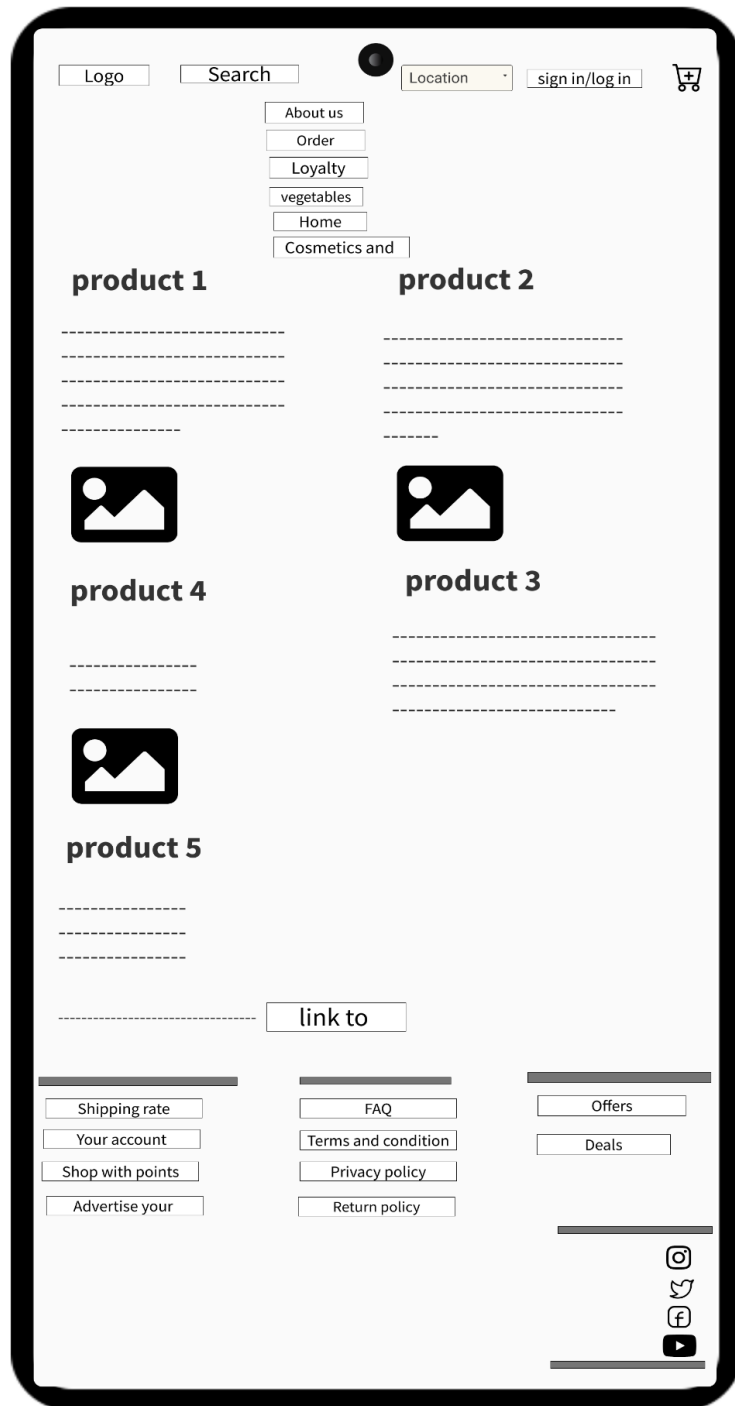 Logo
Search
Location
sign in/log in
About us
Order
Loyalty
vegetables
Home
Cosmetics and
product 1
product 2
product 4
product 3
product 5
link to
Shipping rate
Your account
Shop with points
Advertise your
FAQ
Terms and condition
Privacy policy
Return policy
Offers
Deals